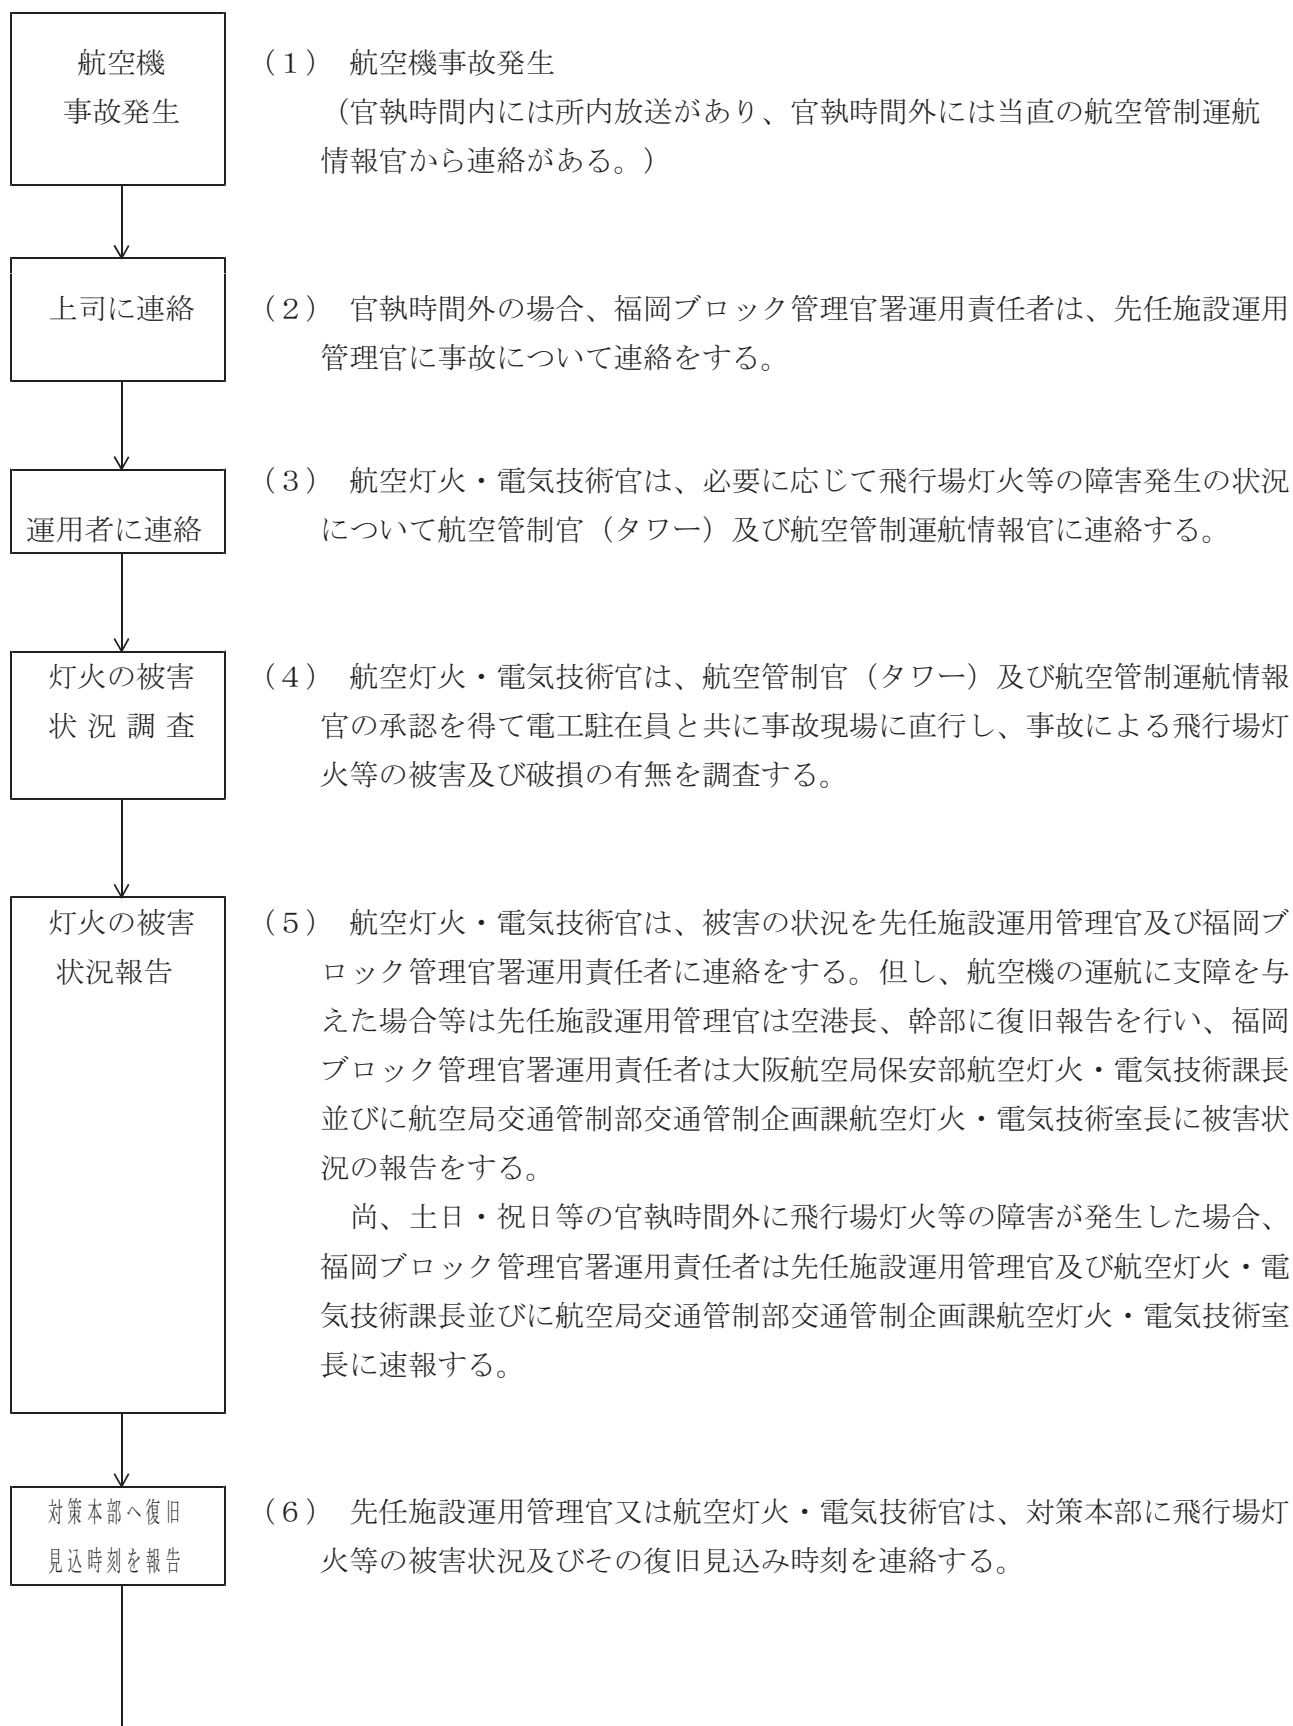 航空機
事故発生
（１） 航空機事故発生
（官執時間内には所内放送があり、官執時間外には当直の航空管制運航
情報官から連絡がある。）
上司に連絡
（２） 官執時間外の場合、福岡ブロック管理官署運用責任者は、先任施設運用
管理官に事故について連絡をする。
運用者に連絡
（３） 航空灯火・電気技術官は、必要に応じて飛行場灯火等の障害発生の状況
について航空管制官（タワー）及び航空管制運航情報官に連絡する。
灯火の被害
状 況 調 査
（４） 航空灯火・電気技術官は、航空管制官（タワー）及び航空管制運航情報
官の承認を得て電工駐在員と共に事故現場に直行し、事故による飛行場灯
火等の被害及び破損の有無を調査する。
灯火の被害
状況報告
（５） 航空灯火・電気技術官は、被害の状況を先任施設運用管理官及び福岡ブ
ロック管理官署運用責任者に連絡をする。但し、航空機の運航に支障を与
えた場合等は先任施設運用管理官は空港長、幹部に復旧報告を行い、福岡
ブロック管理官署運用責任者は大阪航空局保安部航空灯火・電気技術課長
並びに航空局交通管制部交通管制企画課航空灯火・電気技術室長に被害状
況の報告をする。
尚、土日・祝日等の官執時間外に飛行場灯火等の障害が発生した場合、
福岡ブロック管理官署運用責任者は先任施設運用管理官及び航空灯火・電
気技術課長並びに航空局交通管制部交通管制企画課航空灯火・電気技術室
長に速報する。
対策本部へ復旧
見込時刻を報告
（６） 先任施設運用管理官又は航空灯火・電気技術官は、対策本部に飛行場灯
火等の被害状況及びその復旧見込み時刻を連絡する。